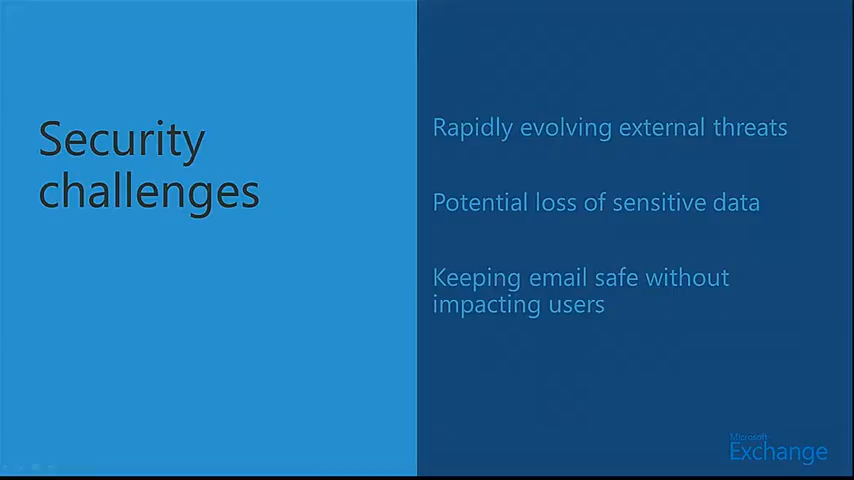 Security
challenges
Rapidly evolving external threats
Potential loss of sensitive data
Keeping email safe without
impacting users
Microsoft
Exchange